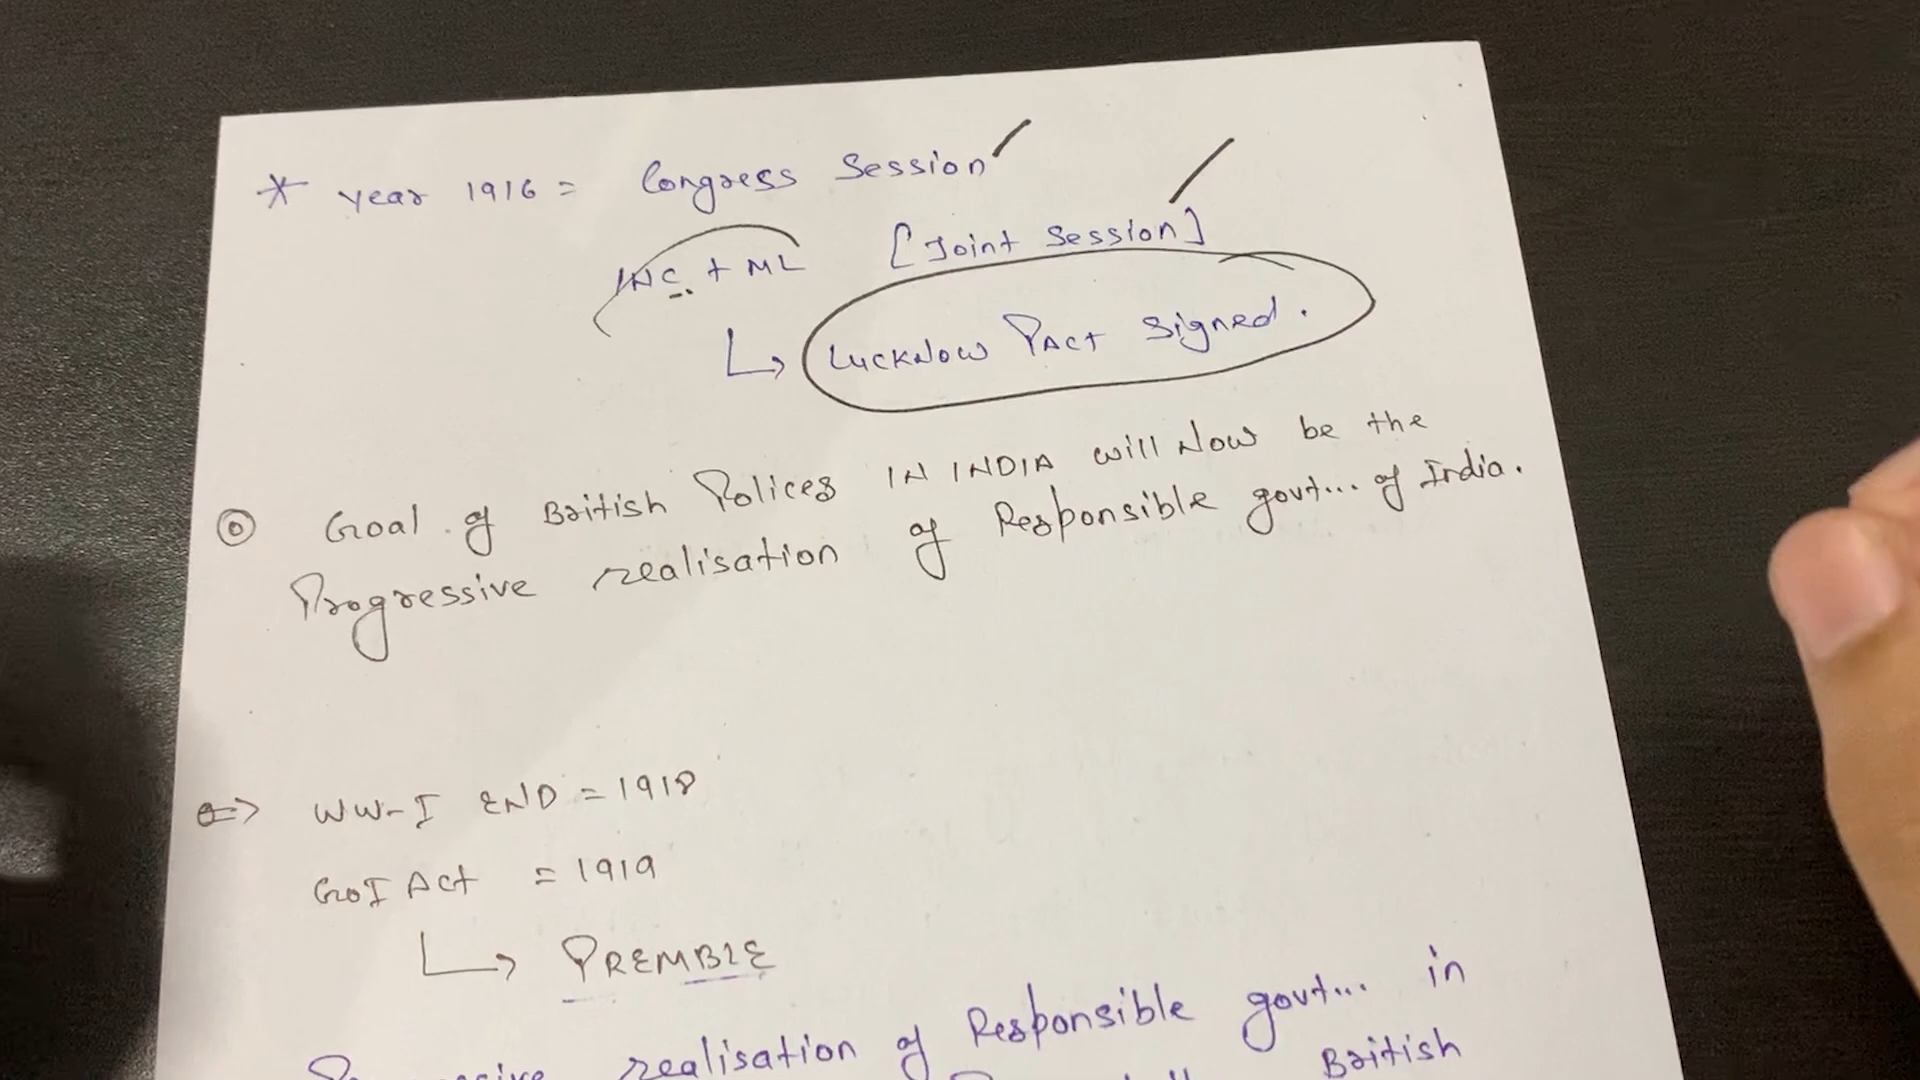 * year 1916 = Congress Session
INC + ML [Joint Session]
↳ Lucknow Pact signed.
Goal of British Polices IN INDIA will Now be the
Progressive realisation of Responsible govt... of India.
⇒ WW-I END = 1918
GoI Act = 1919
↳ PREMBLE
realisation of Responsible govt... in
British